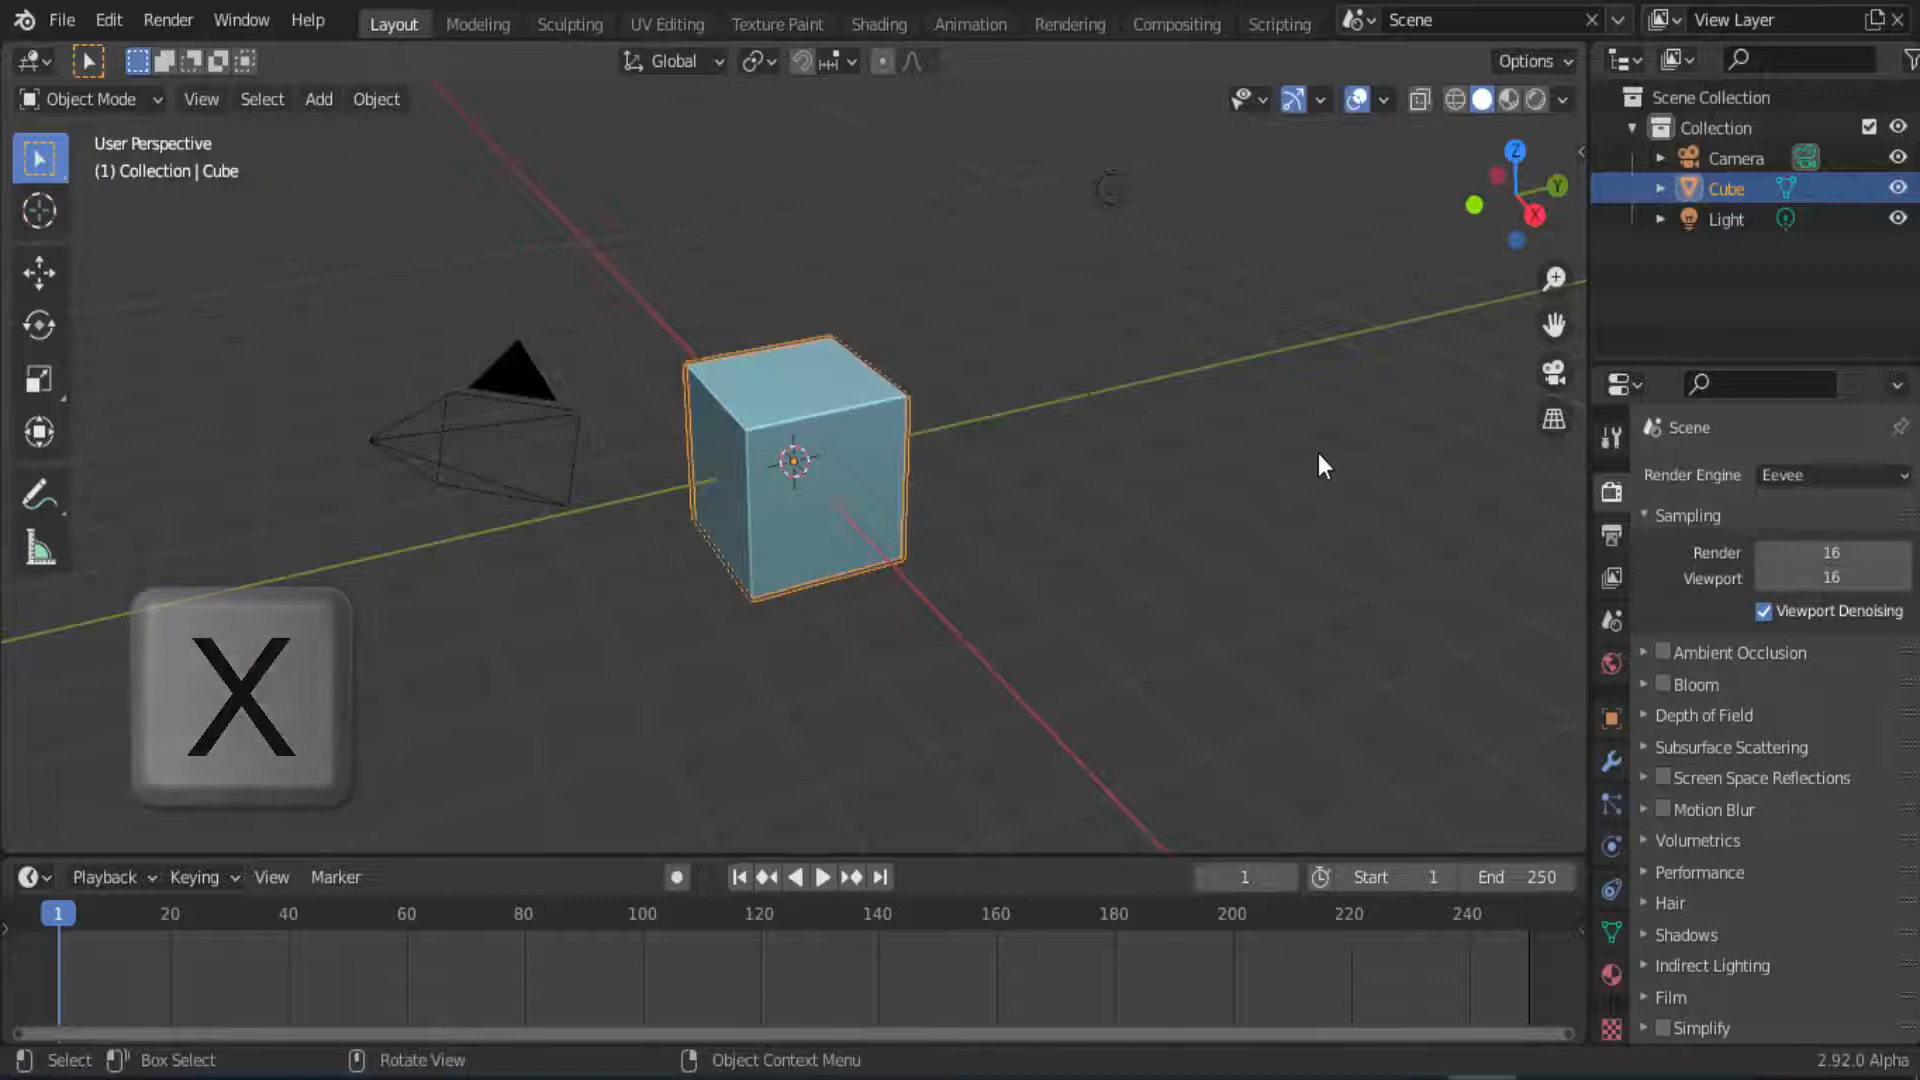 File Edit Render Window Help Layout Modeling Sculpting UV Editing Texture Paint Shading Animation Rendering Compositing Scripting Scene View Layer
Global Options
Object Mode View Select Add Object
User Perspective
(1) Collection | Cube
Z
Y
X
Scene Collection
Collection
Camera
Cube
Light
Scene
Render Engine Eevee
Sampling
Render 16
Viewport 16
Viewport Denoising
Ambient Occlusion
Bloom
Depth of Field
Subsurface Scattering
Screen Space Reflections
Motion Blur
Volumetrics
Performance
Hair
Shadows
Indirect Lighting
Film
Simplify
X
Playback Keying View Marker 1 Start 1 End 250
1 20 40 60 80 100 120 140 160 180 200 220 240
Select Box Select Rotate View Object Context Menu 2.92.0 Alpha